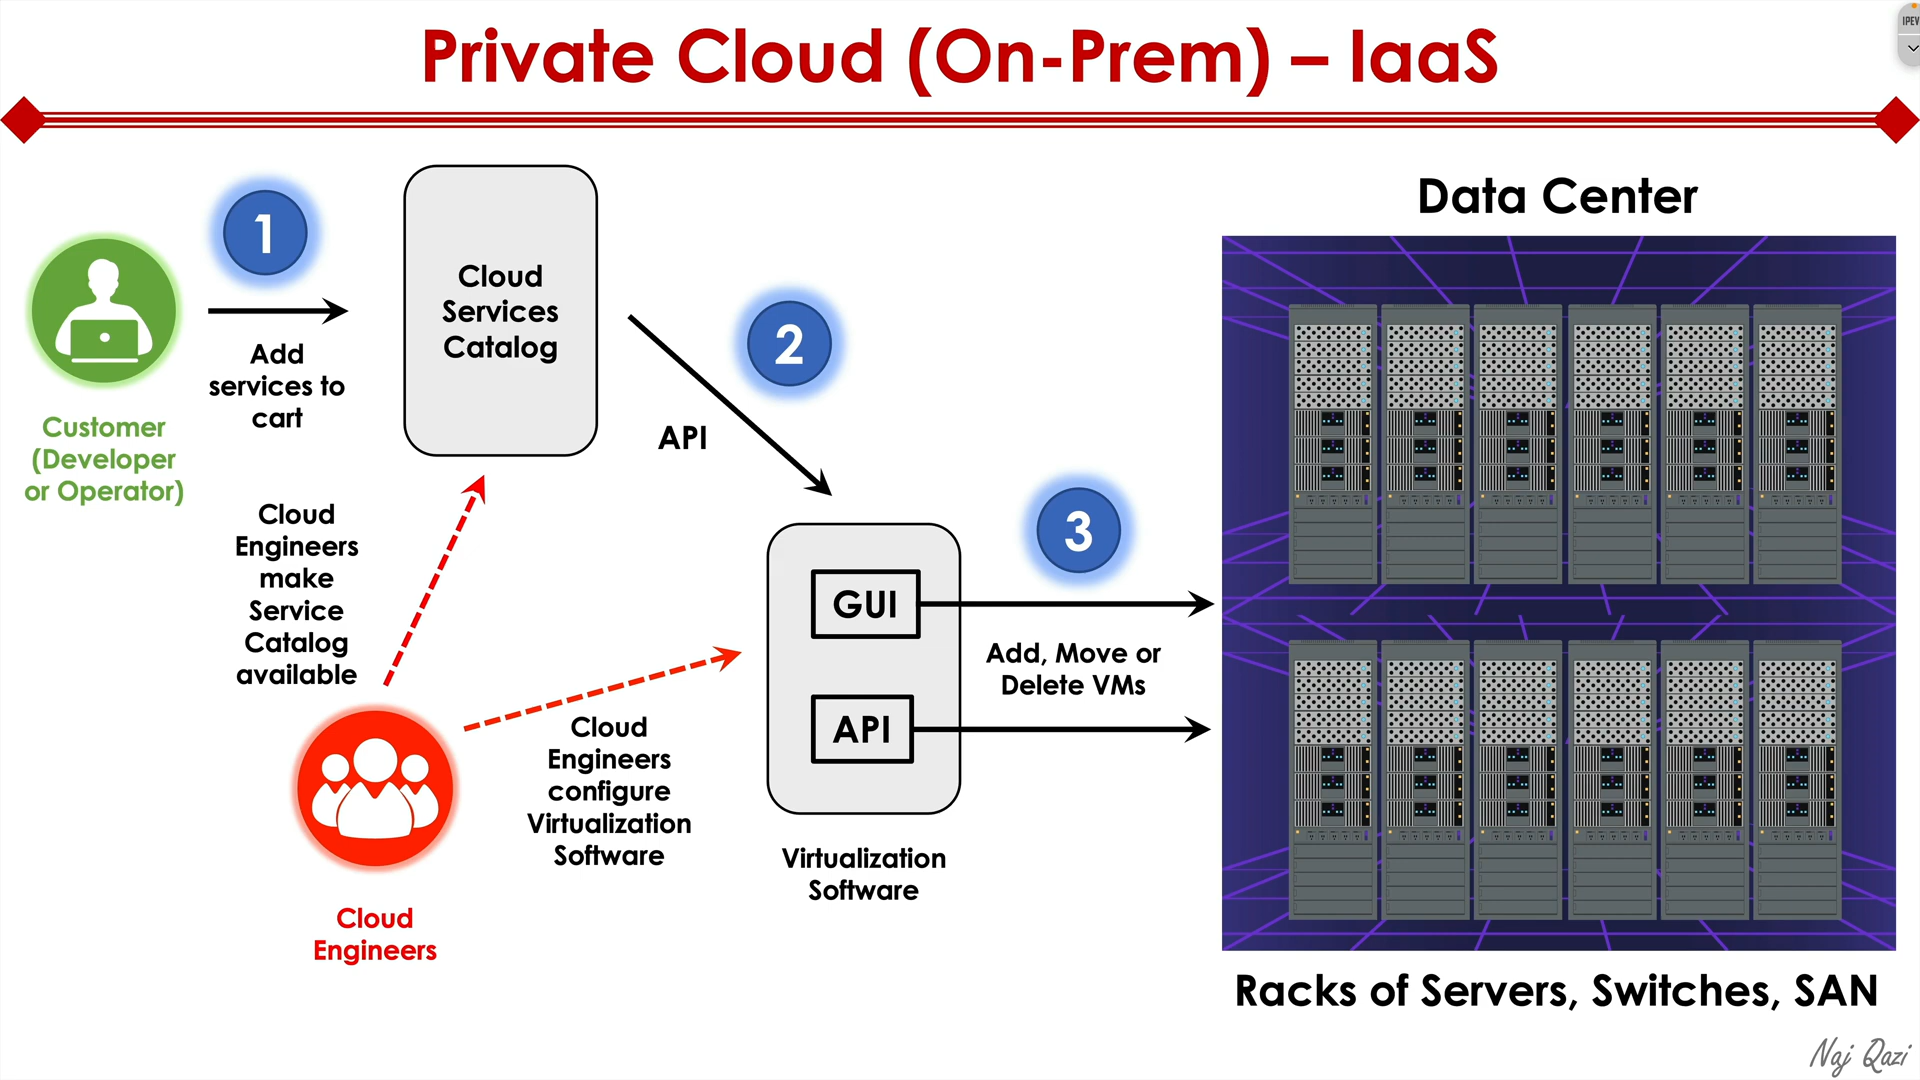 Private Cloud (On-Prem) – IaaS
IPEV
1
Cloud
Services
Catalog
Add
services to
cart
Customer
(Developer
or Operator)
2
API
Data Center
Cloud
Engineers
make
Service
Catalog
available
3
GUI
API
Add, Move or
Delete VMs
Cloud
Engineers
configure
Virtualization
Software
Virtualization
Software
Cloud
Engineers
Racks of Servers, Switches, SAN
Naj Qazi